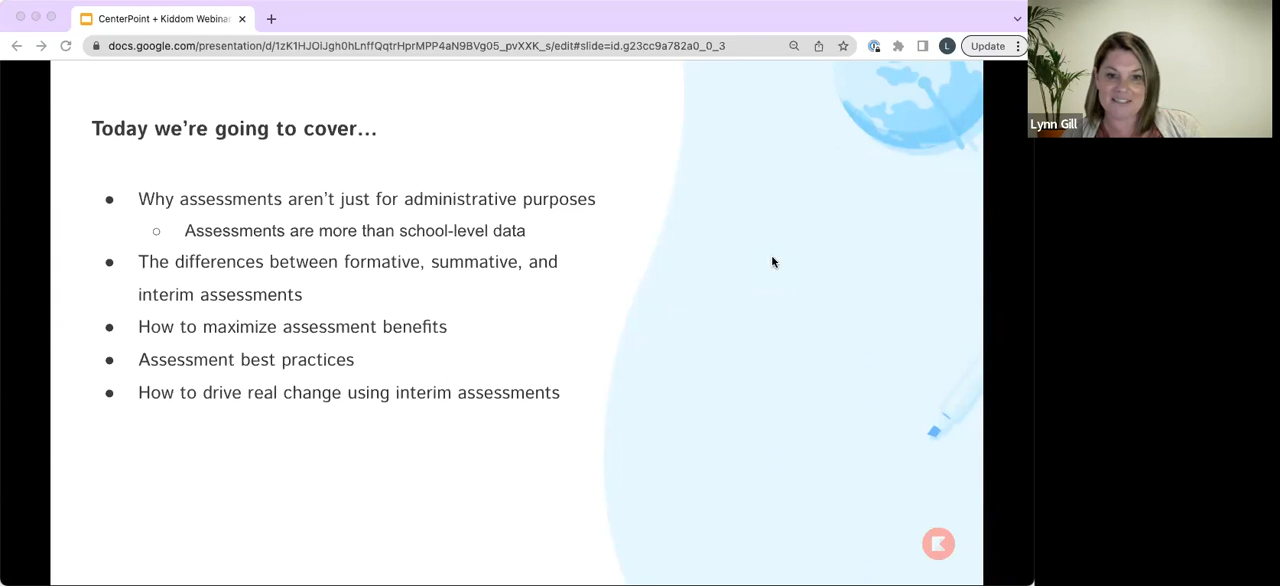 CenterPoint + Kiddom Webina
docs.google.com/presentation/d/1zK1HJOiJgh0hLnffQqtrHprMPP4aN9BVg05_pvXXK_s/edit#slide=id.g23cc9a782a0_0_3
L
Update
Lynn Gill
Today we're going to cover…
● Why assessments aren't just for administrative purposes
○ Assessments are more than school-level data
● The differences between formative, summative, and
interim assessments
● How to maximize assessment benefits
● Assessment best practices
● How to drive real change using interim assessments